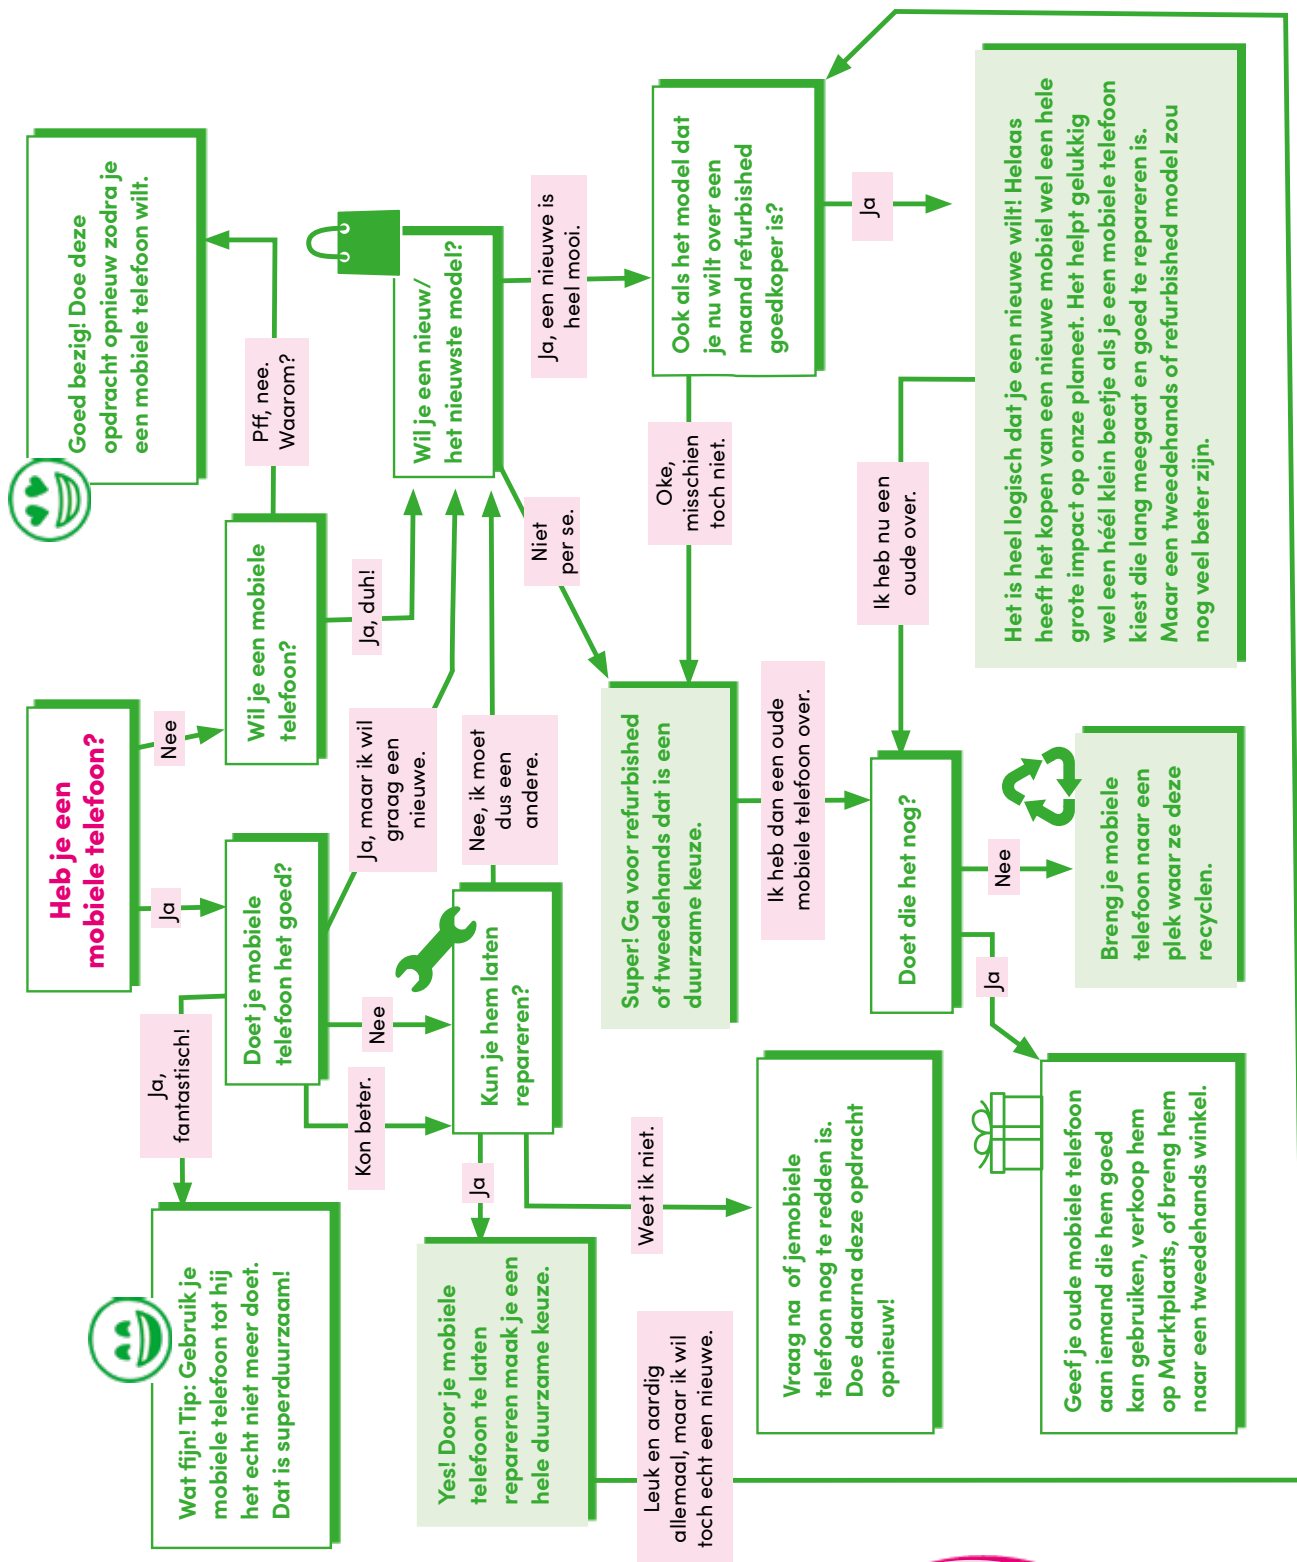 Heb je een
mobiele telefoon?
Nee
Ja
Wil je een mobiele
telefoon?
Pff, nee.
Waarom?
Goed bezig! Doe deze
opdracht opnieuw zodra je
een mobiele telefoon wilt.
Ja, duh!
Doet je mobiele
telefoon het goed?
Ja,
fantastisch!
Wat fijn! Tip: Gebruik je
mobiele telefoon tot hij
het echt niet meer doet.
Dat is superduurzaam!
Ja, maar ik wil
graag een
nieuwe.
Nee
Kon beter.
Kun je hem laten
repareren?
Nee, ik moet
dus een
andere.
Ja
Yes! Door je mobiele
telefoon te laten
repareren maak je een
hele duurzame keuze.
Weet ik niet.
Vraag na of jemobiele
telefoon nog te redden is.
Doe daarna deze opdracht
opnieuw!
Leuk en aardig
allemaal, maar ik wil
toch echt een nieuwe.
Wil je een nieuw/
het nieuwste model?
Ja, een nieuwe is
heel mooi.
Niet
per se.
Ook als het model dat
je nu wilt over een
maand refurbished
goedkoper is?
Oke,
misschien
toch niet.
Ja
Super! Ga voor refurbished
of tweedehands dat is een
duurzame keuze.
Ik heb dan een oude
mobiele telefoon over.
Het is heel logisch dat je een nieuwe wilt! Helaas
heeft het kopen van een nieuwe mobiel wel een hele
grote impact op onze planeet. Het helpt gelukkig
wel een héél klein beetje als je een mobiele telefoon
kiest die lang meegaat en goed te repareren is.
Maar een tweedehands of refurbished model zou
nog veel beter zijn.
Ik heb nu een
oude over.
Doet die het nog?
Nee
Ja
Breng je mobiele
telefoon naar een
plek waar ze deze
recyclen.
Geef je oude mobiele telefoon
aan iemand die hem goed
kan gebruiken, verkoop hem
op Marktplaats, of breng hem
naar een tweedehands winkel.